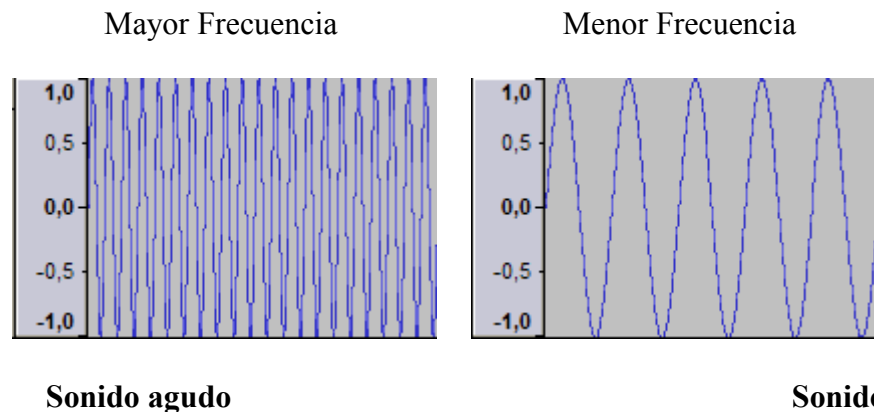 Mayor Frecuencia
Menor Frecuencia
1,0
0,5
0,0
-0,5
-1,0
1,0
0,5
0,0
-0,5
-1,0
Sonido agudo
Sonido